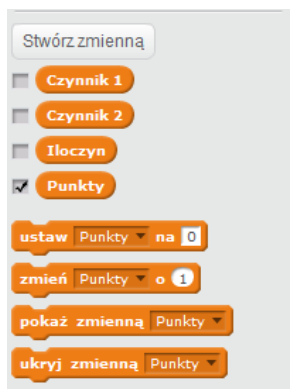 Stwórz zmienną
Czynnik 1
Czynnik 2
Iloczyn
Punkty
ustaw Punkty na 0
zmień Punkty o 1
pokaż zmienną Punkty
ukryj zmienną Punkty